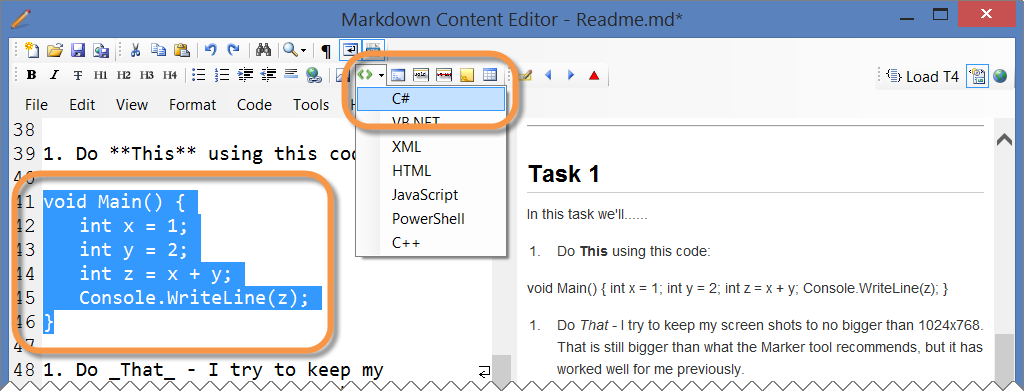 Markdown Content Editor - Readme.md*
B I T H1 H2 H3 H4
Load T4
File Edit View Format Code Tools H
C#
VB.NET
XML
HTML
JavaScript
PowerShell
C++
38
39 1. Do **This** using this cod
40
41 void Main() {
42 int x = 1;
43 int y = 2;
44 int z = x + y;
45 Console.WriteLine(z);
46 }
47
48 1. Do _That_ - I try to keep my
Task 1
In this task we'll......
1. Do This using this code:
void Main() { int x = 1; int y = 2; int z = x + y; Console.WriteLine(z); }
1. Do That - I try to keep my screen shots to no bigger than 1024x768.
That is still bigger than what the Marker tool recommends, but it has
worked well for me previously.